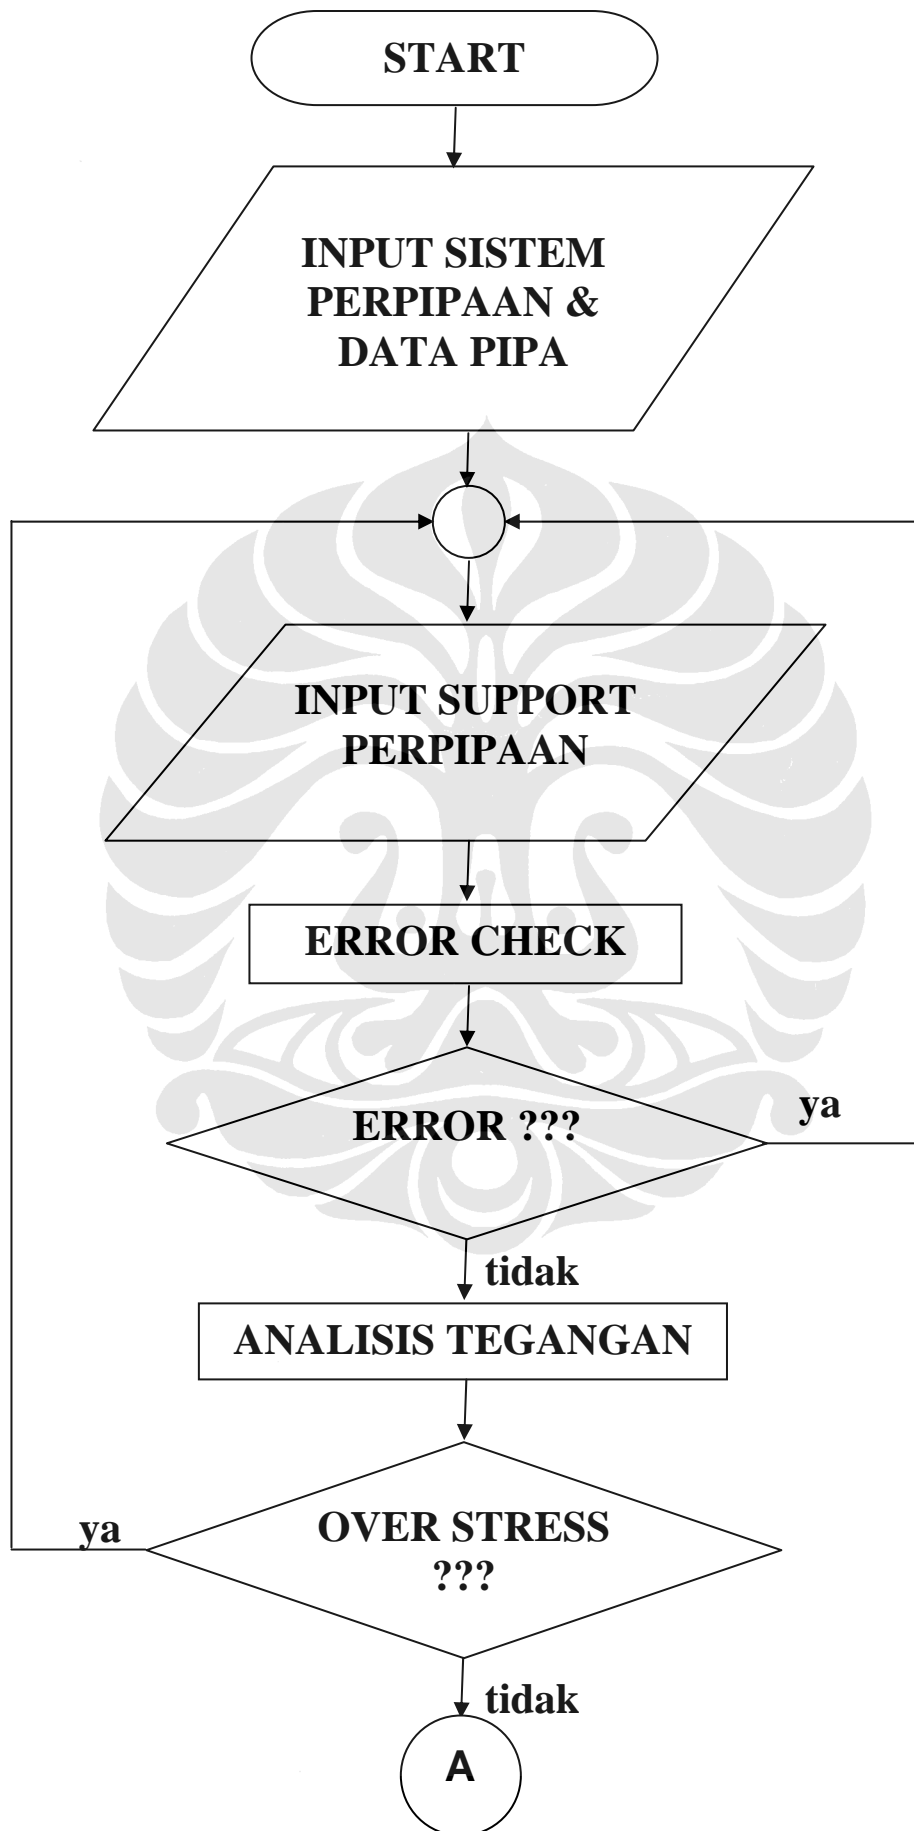 START
INPUT SISTEM
PERPIPAAN &
DATA PIPA
INPUT SUPPORT
PERPIPAAN
ERROR CHECK
ERROR ???
ya
tidak
ANALISIS TEGANGAN
OVER STRESS
???
ya
tidak
A